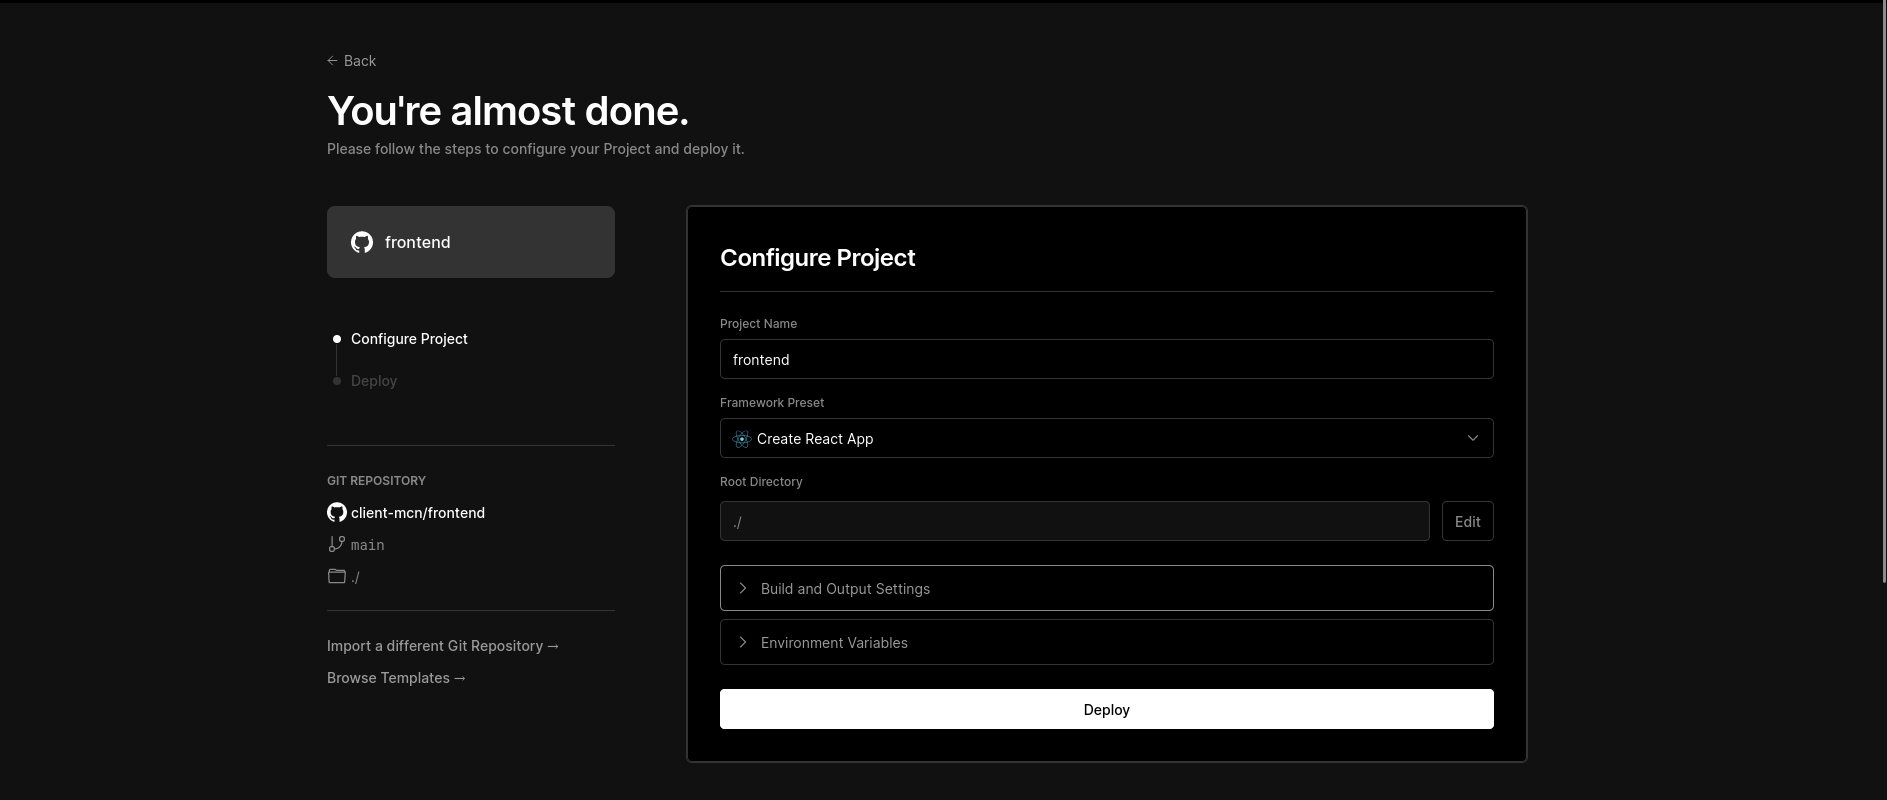 ← Back
You're almost done.
Please follow the steps to configure your Project and deploy it.
frontend
Configure Project
Deploy
GIT REPOSITORY
client-mcn/frontend
main
./
Import a different Git Repository →
Browse Templates →
Configure Project
Project Name
frontend
Framework Preset
Create React App
Root Directory
./
Edit
Build and Output Settings
Environment Variables
Deploy